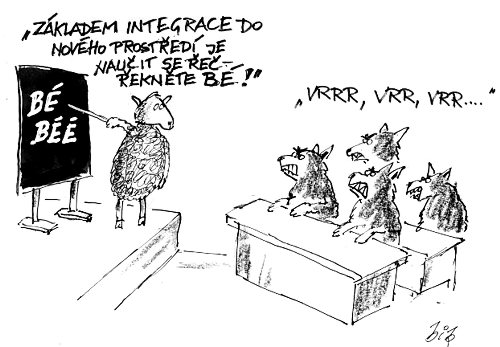 „ZÁKLADEM INTEGRACE DO
NOVÉHO PROSTŘEDÍ JE
NAUČIT SE ŘEČ -
ŘEKNĚTE BÉ!“
BÉ
BÉÉ
„VRRR, VRR, VRR....“